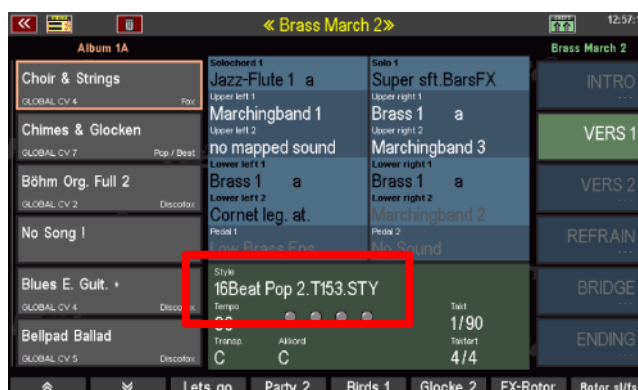 « Brass March 2»
12:57:
Album 1A
Brass March 2
Choir & Strings
GLOBAL CV 4
Fox
Chimes & Glocken
GLOBAL CV 7
Pop / Beat
Böhm Org. Full 2
GLOBAL CV 2
Discofox
No Song !
Blues E. Guit. •
GLOBAL CV 4
Bellpad Ballad
GLOBAL CV 5
Discofox
Solochord 1
Jazz-Flute 1 a
Solo 1
Super sft.BarsFX
Upper left 1
Marchingband 1
Upper right 1
Brass 1 a
Upper left 2
no mapped sound
Upper right 2
Marchingband 3
Lower left 1
Brass 1 a
Lower right 1
Brass 1 a
Lower left 2
Cornet leg. at.
Lower right 2
Marchingband 2
Pedal 1
Low Brass Ens
Pedal 2
No Sound
Style
16Beat Pop 2.T153.STY
Tempo
Takt
1/90
Transp.
C
Akkord
C
Taktart
4/4
INTRO
VERS 1
VERS 2
REFRAIN
BRIDGE
ENDING
Lets go
Party 2
Birds 1
Glocke 2
FX-Rotor
Rotor sl/fs